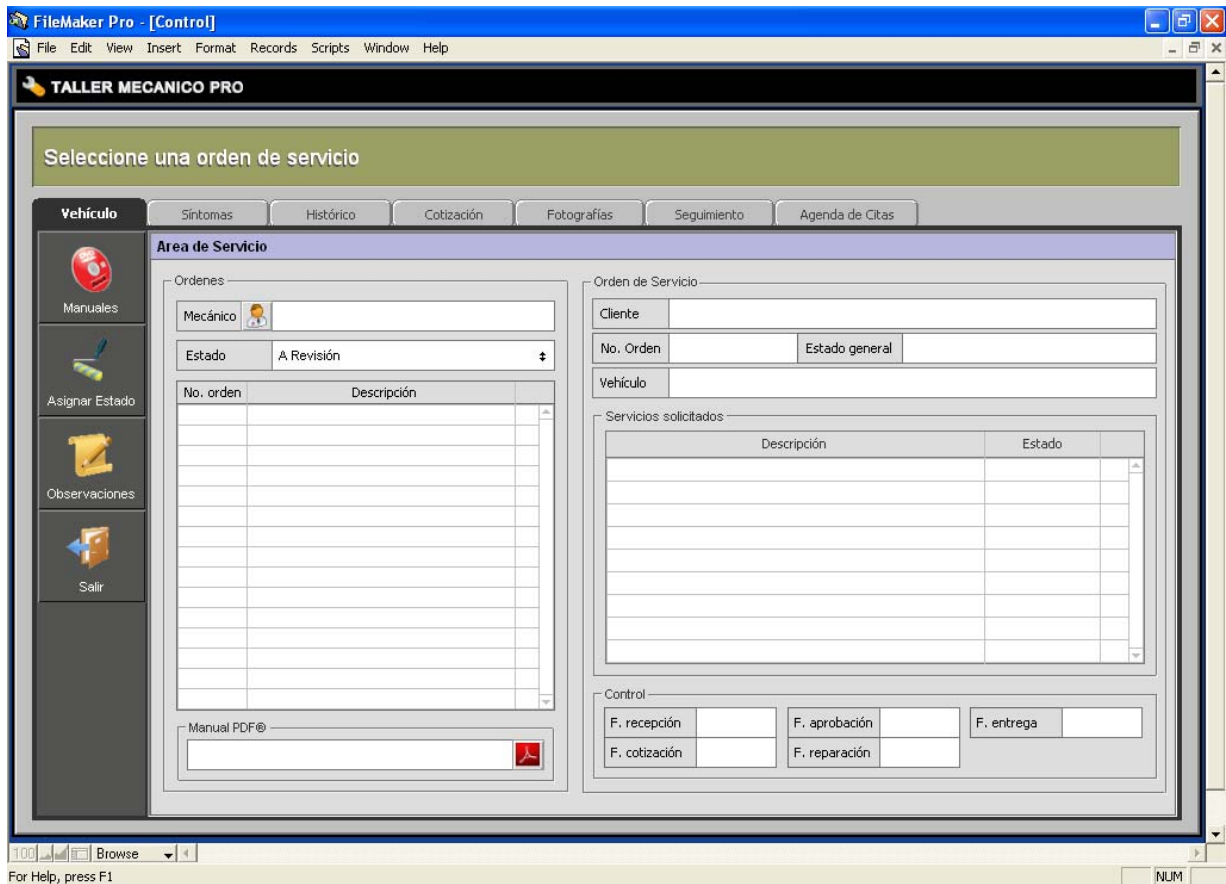 FileMaker Pro - [Control]
File Edit View Insert Format Records Scripts Window Help
TALLER MECANICO PRO
Seleccione una orden de servicio
Vehículo Síntomas Histórico Cotización Fotografías Seguimiento Agenda de Citas
Manuales
Asignar Estado
Observaciones
Salir
Area de Servicio
Ordenes
Mecánico
Estado A Revisión
No. orden Descripción
Manual PDF®
Orden de Servicio
Cliente
No. Orden Estado general
Vehículo
Servicios solicitados
Descripción Estado
Control
F. recepción F. aprobación F. entrega
F. cotización F. reparación
100 Browse
For Help, press F1 NUM